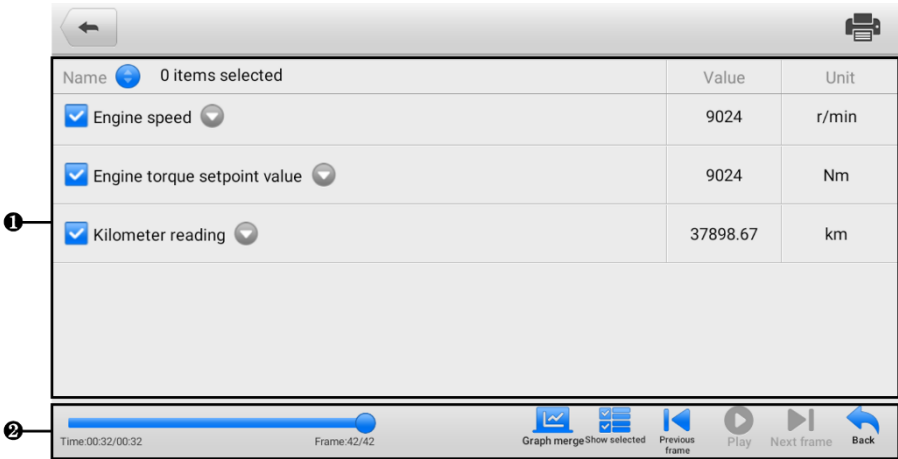 Name 0 items selected Value Unit
Engine speed 9024 r/min
Engine torque setpoint value 9024 Nm
❶
Kilometer reading 37898.67 km
❷
Time:00:32/00:32 Frame:42/42 Graph merge Show selected Previous frame Play Next frame Back